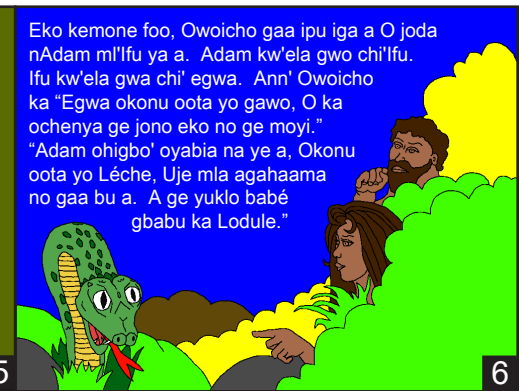 Eko kemone foo, Owoicho gaa ipu iga a O joda
nAdam ml'Ifu ya a.  Adam kw'ela gwo chi'Ifu.
Ifu kw'ela gwa chi' egwa.  Ann' Owoicho
ka “Egwa okonu oota yo gawo, O ka
ochenya ge jono eko no ge moyi.”
“Adam ohigbo' oyabia na ye a, Okonu
oota yo Léche, Uje mla agahaama
no gaa bu a.  A ge yuklo babé
gbabu ka Lodule.”
5
6